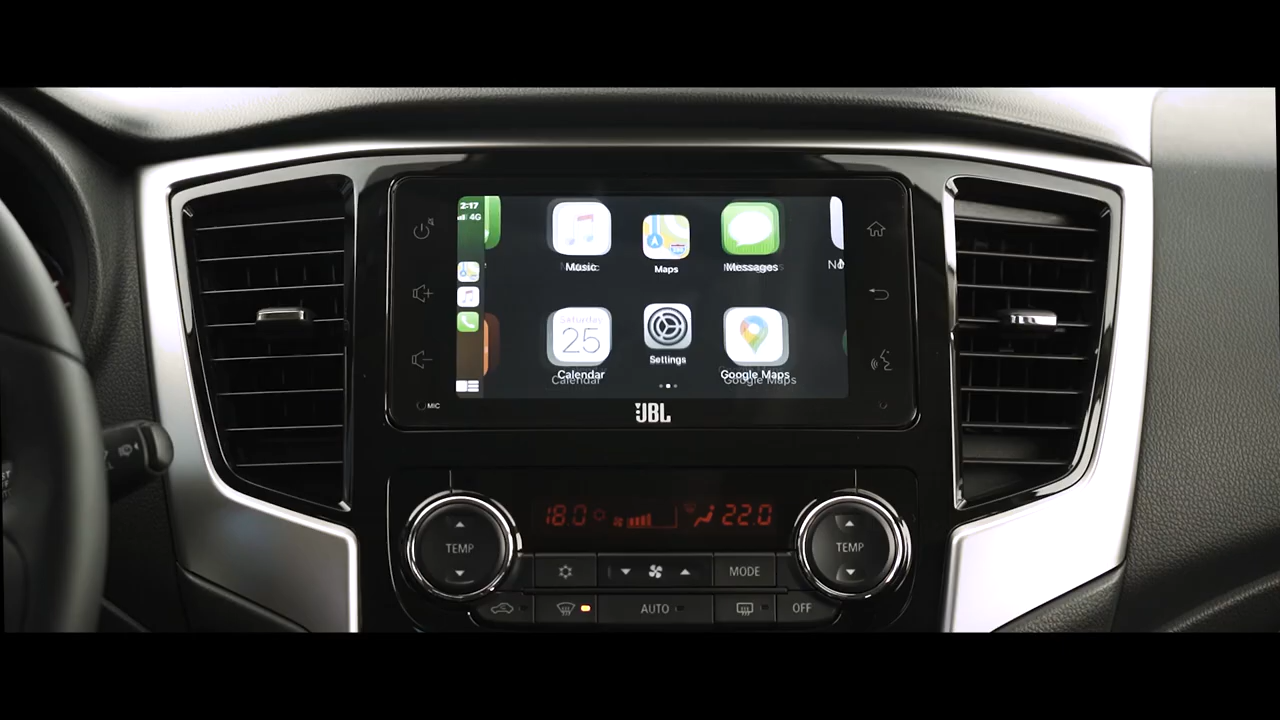 2:17
4G
Music
Maps
Messages
Saturday
25
Calendar
Settings
Google Maps
MIC
JBL
18.0
22.0
TEMP
TEMP
MODE
AUTO
OFF